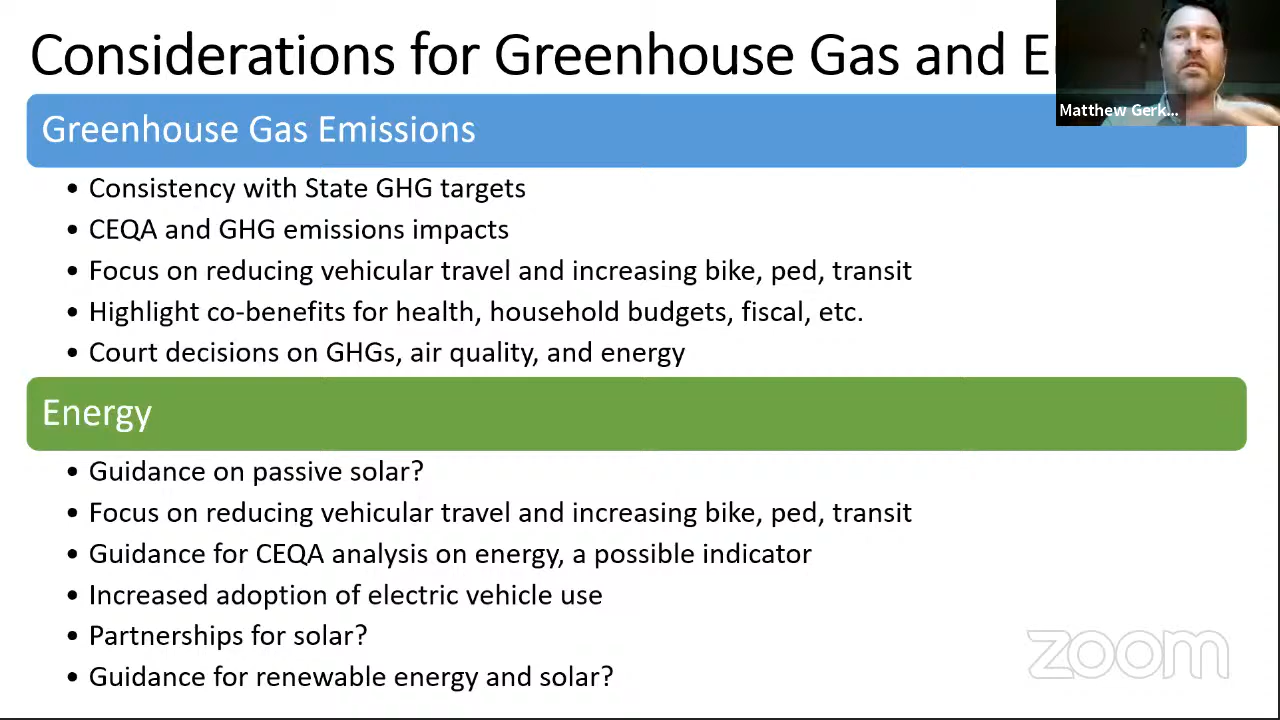 Considerations for Greenhouse Gas and E
Matthew Gerk...
Greenhouse Gas Emissions
• Consistency with State GHG targets
• CEQA and GHG emissions impacts
• Focus on reducing vehicular travel and increasing bike, ped, transit
• Highlight co-benefits for health, household budgets, fiscal, etc.
• Court decisions on GHGs, air quality, and energy
Energy
• Guidance on passive solar?
• Focus on reducing vehicular travel and increasing bike, ped, transit
• Guidance for CEQA analysis on energy, a possible indicator
• Increased adoption of electric vehicle use
• Partnerships for solar?
• Guidance for renewable energy and solar?
zoom